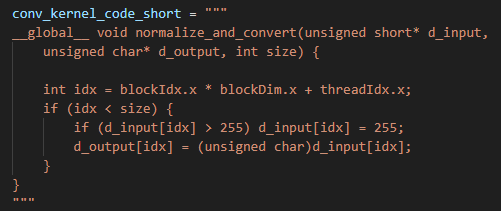 conv_kernel_code_short = """
__global__ void normalize_and_convert(unsigned short* d_input,
    unsigned char* d_output, int size) {

    int idx = blockIdx.x * blockDim.x + threadIdx.x;
    if (idx < size) {
        if (d_input[idx] > 255) d_input[idx] = 255;
        d_output[idx] = (unsigned char)d_input[idx];
    }
}
"""